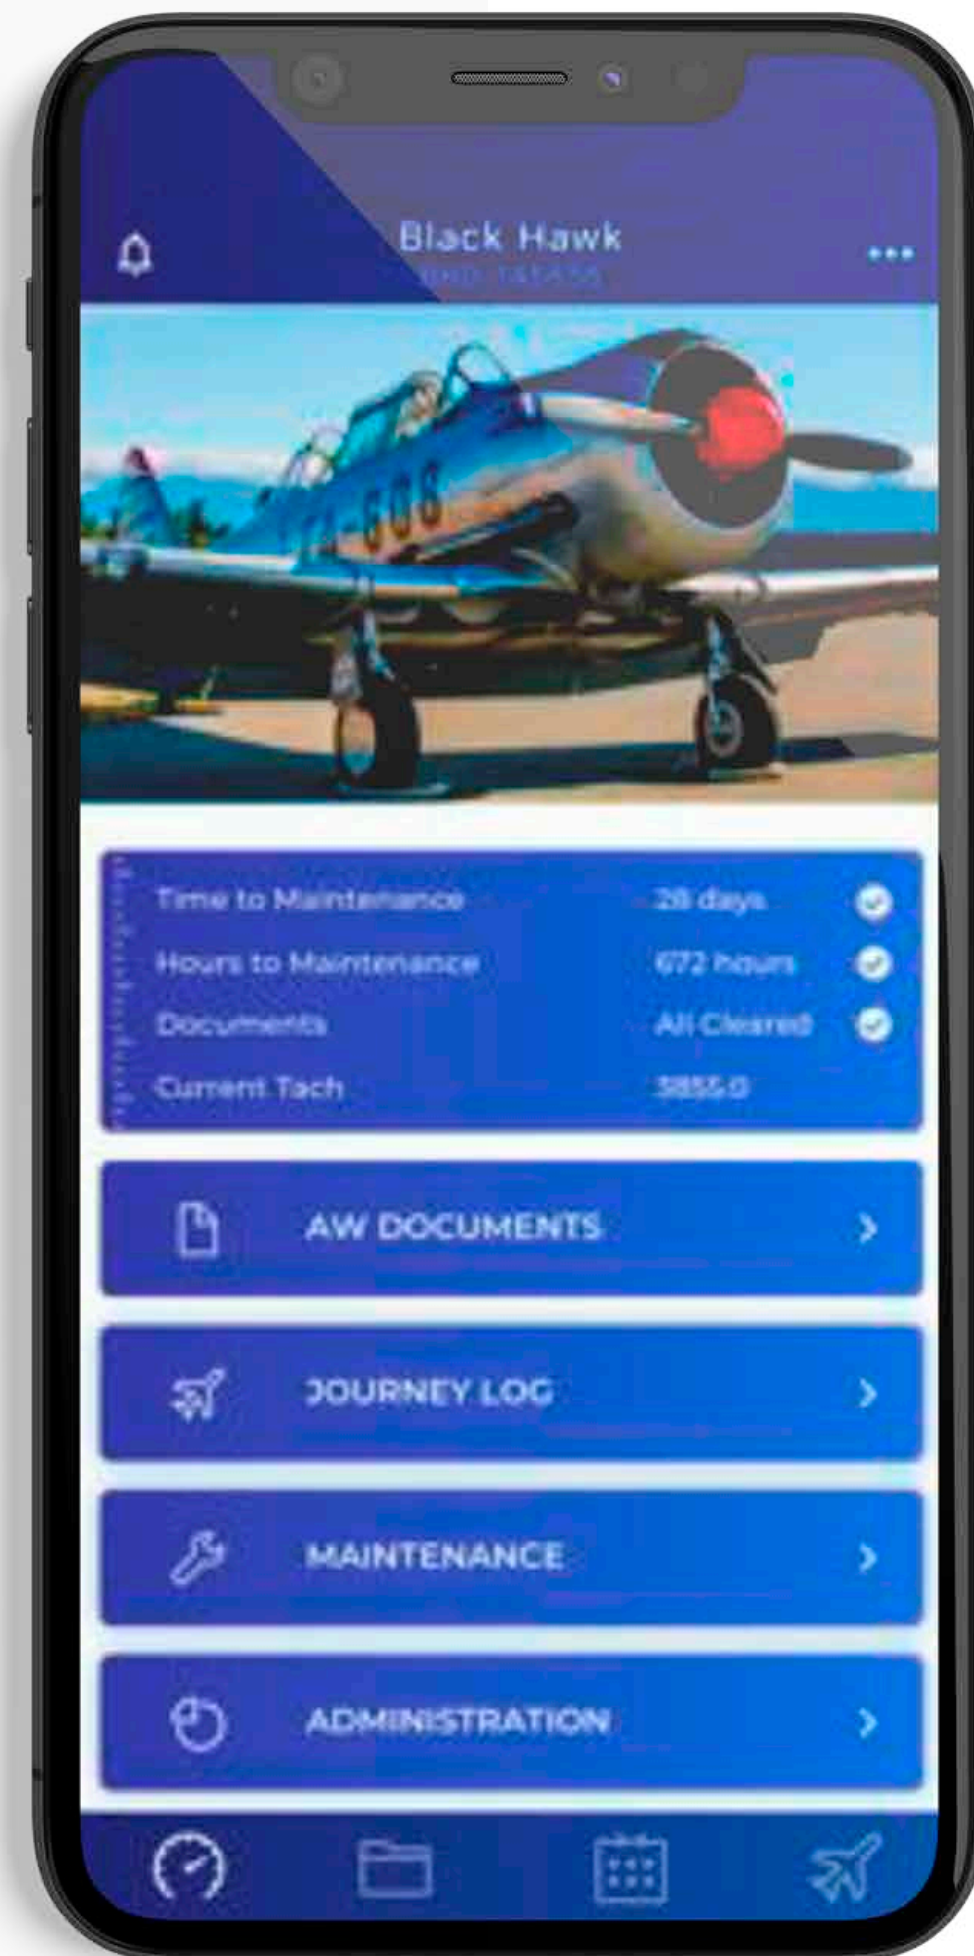 Black Hawk
Time to Maintenance 28 days
Hours to Maintenance 672 hours
Documents All Cleared
Current Tach 3855.0
AW DOCUMENTS
JOURNEY LOG
MAINTENANCE
ADMINISTRATION